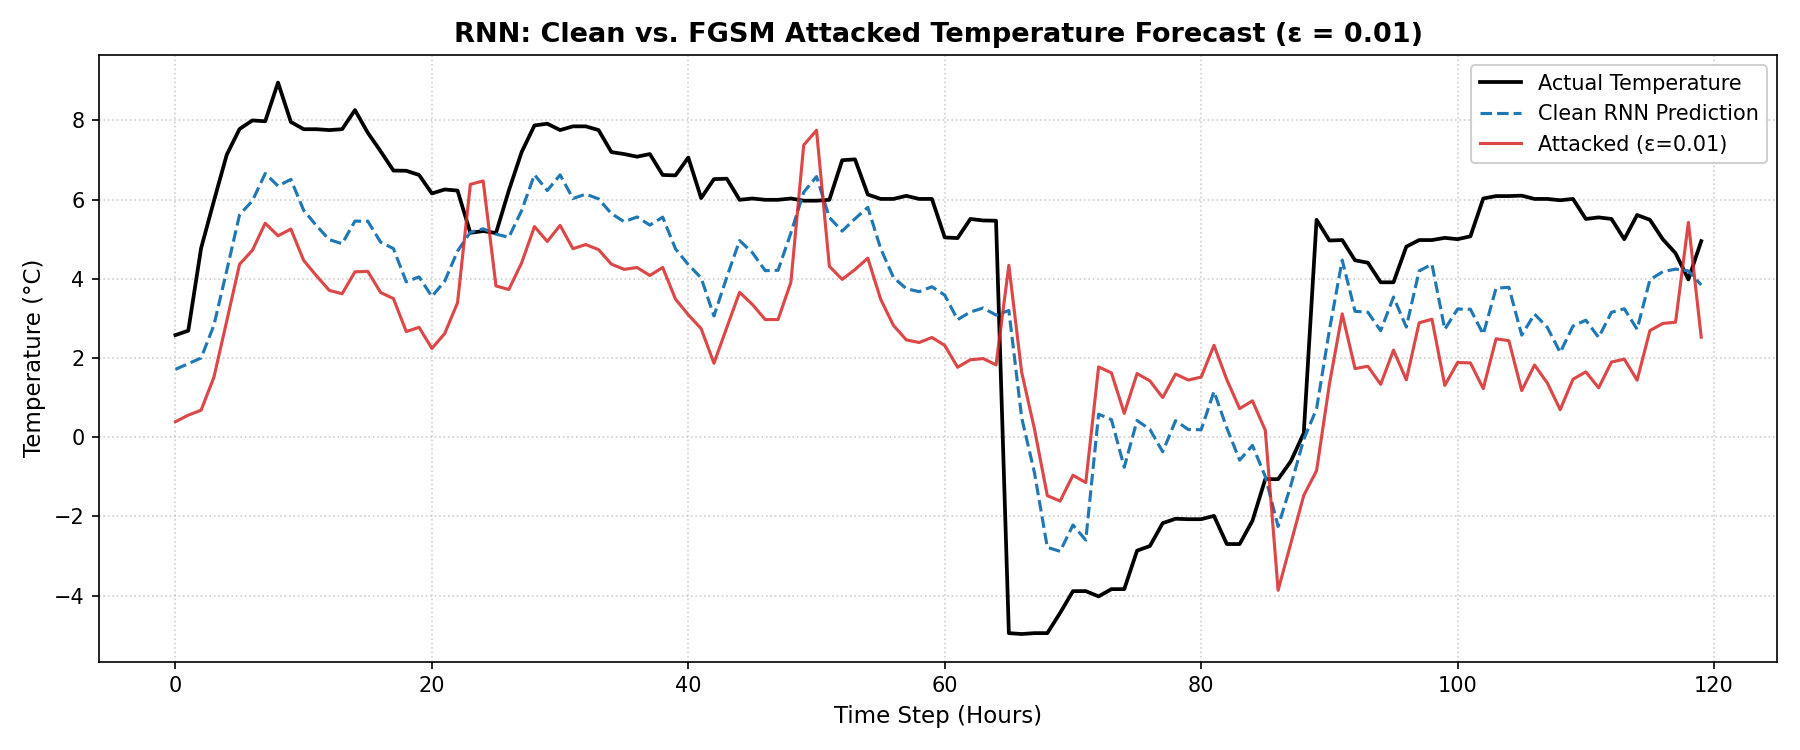 RNN: Clean vs. FGSM Attacked Temperature Forecast (ε = 0.01)
Actual Temperature
Clean RNN Prediction
Attacked (ε=0.01)
Temperature (°C)
8
6
4
2
0
−2
−4
0 20 40 60 80 100 120
Time Step (Hours)